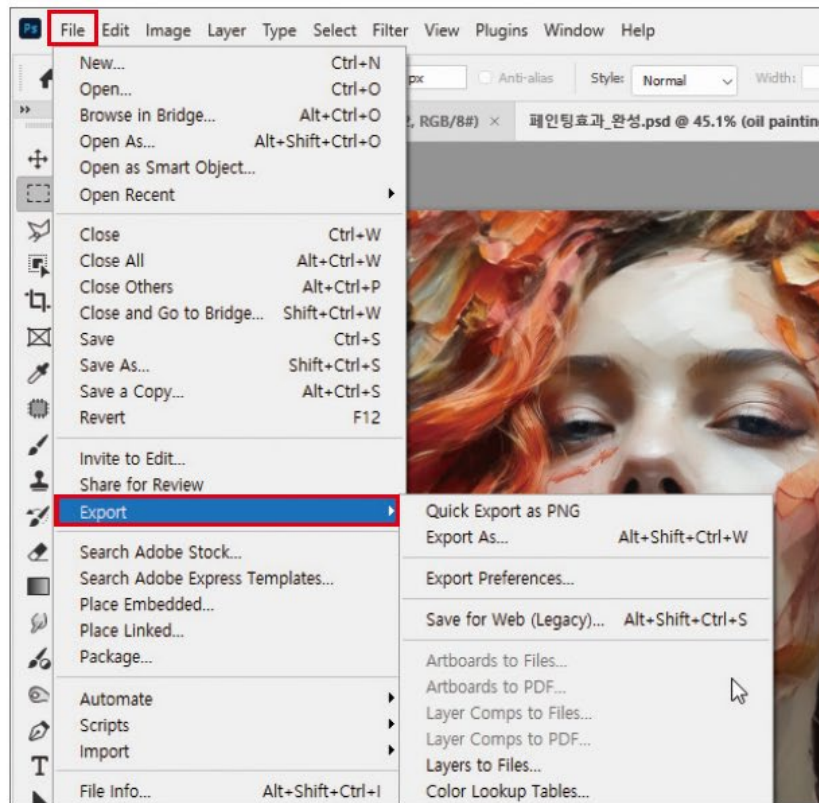 Ps File Edit Image Layer Type Select Filter View Plugins Window Help
px Anti-alias Style: Normal Width:
RGB/8#) × 페인팅효과_완성.psd @ 45.1% (oil painting
New... Ctrl+N
Open... Ctrl+O
Browse in Bridge... Alt+Ctrl+O
Open As... Alt+Shift+Ctrl+O
Open as Smart Object...
Open Recent
Close Ctrl+W
Close All Alt+Ctrl+W
Close Others Alt+Ctrl+P
Close and Go to Bridge... Shift+Ctrl+W
Save Ctrl+S
Save As... Shift+Ctrl+S
Save a Copy... Alt+Ctrl+S
Revert F12
Invite to Edit...
Share for Review
Export
Search Adobe Stock...
Search Adobe Express Templates...
Place Embedded...
Place Linked...
Package...
Automate
Scripts
Import
File Info... Alt+Shift+Ctrl+I
Quick Export as PNG
Export As... Alt+Shift+Ctrl+W
Export Preferences...
Save for Web (Legacy)... Alt+Shift+Ctrl+S
Artboards to Files...
Artboards to PDF...
Layer Comps to Files...
Layer Comps to PDF...
Layers to Files...
Color Lookup Tables...